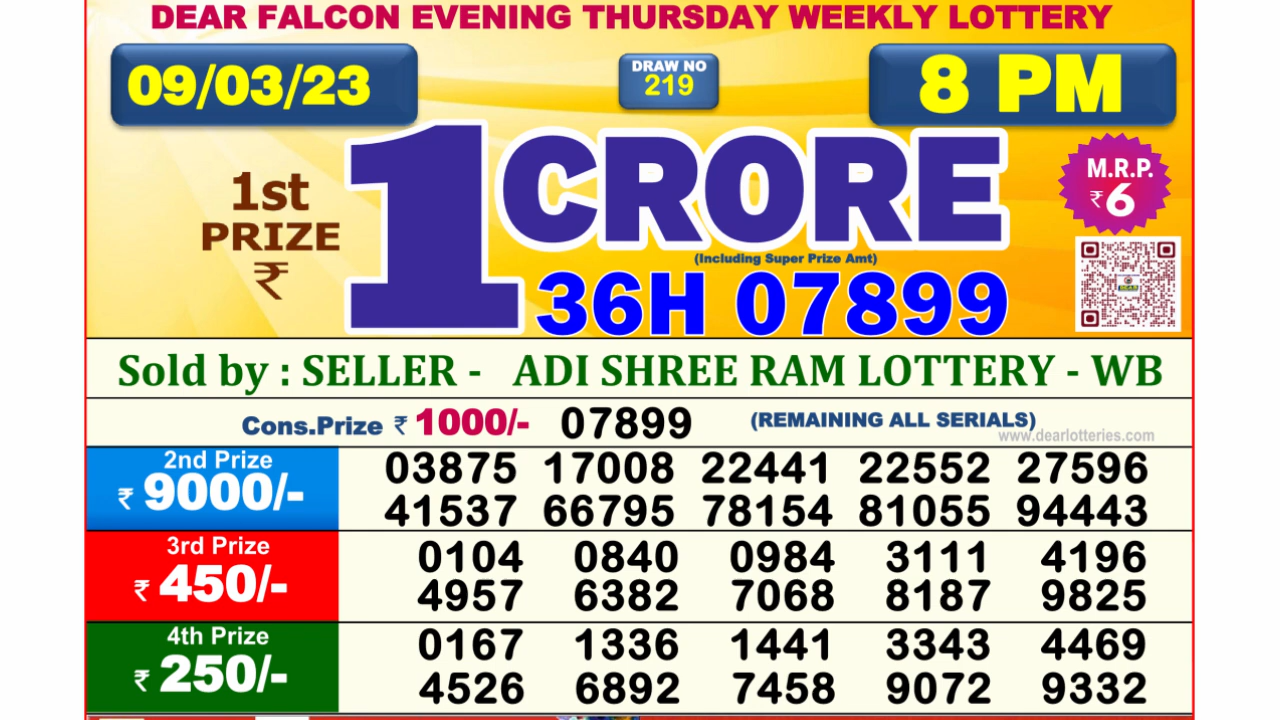 DEAR FALCON EVENING THURSDAY WEEKLY LOTTERY
09/03/23
DRAW NO
219
8 PM
1st
PRIZE
₹
1 CRORE
(Including Super Prize Amt)
36H 07899
M.R.P.
₹ 6
Sold by : SELLER - ADI SHREE RAM LOTTERY - WB
Cons.Prize ₹ 1000/- 07899 (REMAINING ALL SERIALS)
www.dearlotteries.com
2nd Prize
₹ 9000/-
03875 17008 22441 22552 27596
41537 66795 78154 81055 94443
3rd Prize
₹ 450/-
0104 0840 0984 3111 4196
4957 6382 7068 8187 9825
4th Prize
₹ 250/-
0167 1336 1441 3343 4469
4526 6892 7458 9072 9332